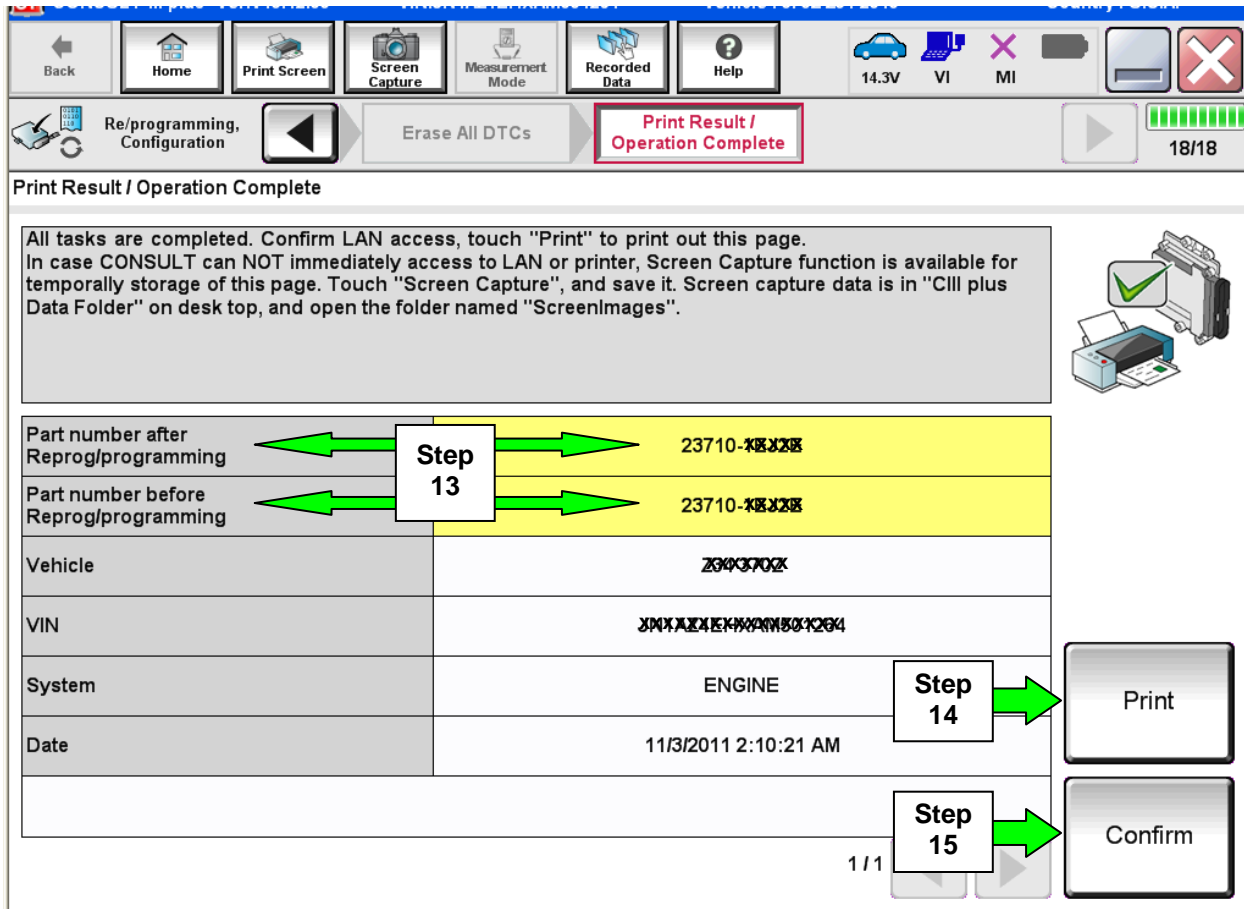 Back
Home
Print Screen
Screen
Capture
Measurement
Mode
Recorded
Data
Help
14.3V
VI
MI
Re/programming,
Configuration
Erase All DTCs
Print Result /
Operation Complete
18/18
Print Result / Operation Complete
All tasks are completed. Confirm LAN access, touch "Print" to print out this page.
In case CONSULT can NOT immediately access to LAN or printer, Screen Capture function is available for
temporally storage of this page. Touch "Screen Capture", and save it. Screen capture data is in "CIII plus
Data Folder" on desk top, and open the folder named "ScreenImages".
Part number after
Reprog/programming
23710-
Step
13
Part number before
Reprog/programming
23710-
Vehicle
VIN
System
ENGINE
Step
14
Print
Date
11/3/2011 2:10:21 AM
Step
15
Confirm
1 / 1